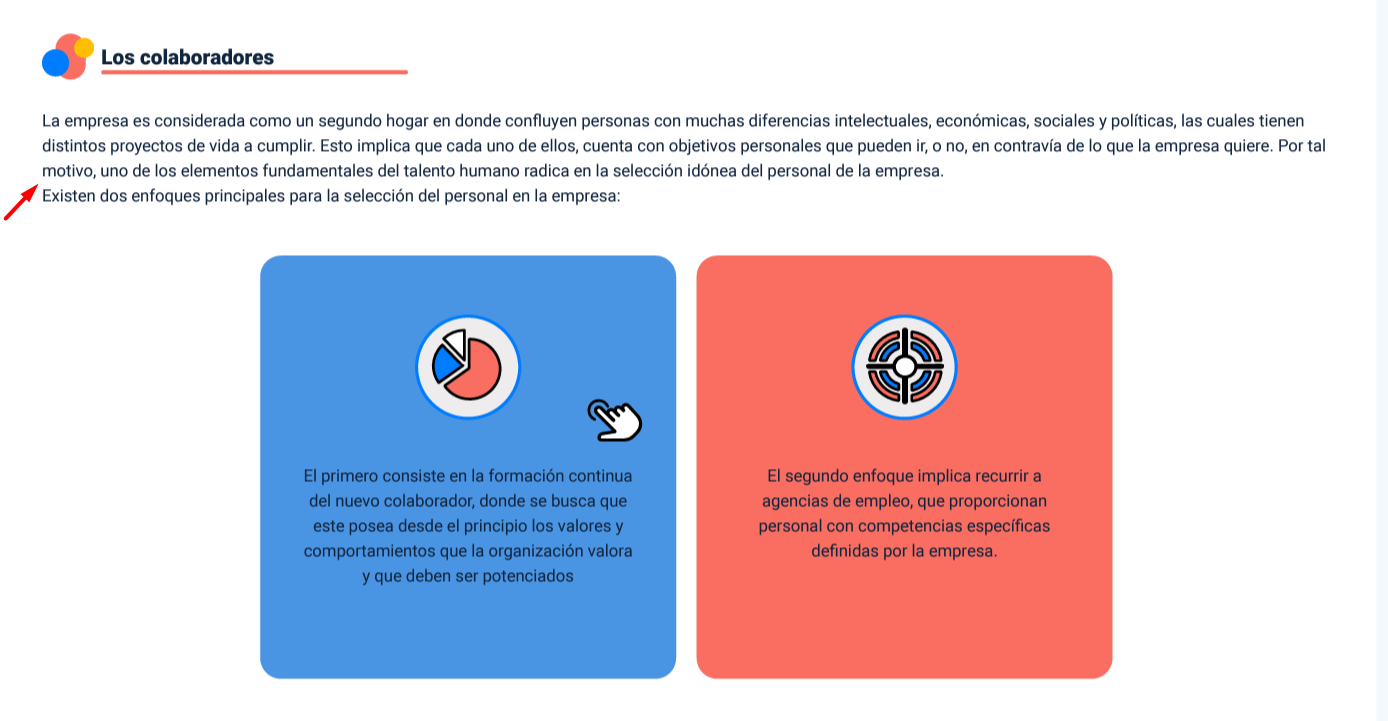 Los colaboradores
La empresa es considerada como un segundo hogar en donde confluyen personas con muchas diferencias intelectuales, económicas, sociales y políticas, las cuales tienen
distintos proyectos de vida a cumplir. Esto implica que cada uno de ellos, cuenta con objetivos personales que pueden ir, o no, en contravía de lo que la empresa quiere. Por tal
motivo, uno de los elementos fundamentales del talento humano radica en la selección idónea del personal de la empresa.
Existen dos enfoques principales para la selección del personal en la empresa:
El primero consiste en la formación continua
del nuevo colaborador, donde se busca que
este posea desde el principio los valores y
comportamientos que la organización valora
y que deben ser potenciados
El segundo enfoque implica recurrir a
agencias de empleo, que proporcionan
personal con competencias específicas
definidas por la empresa.